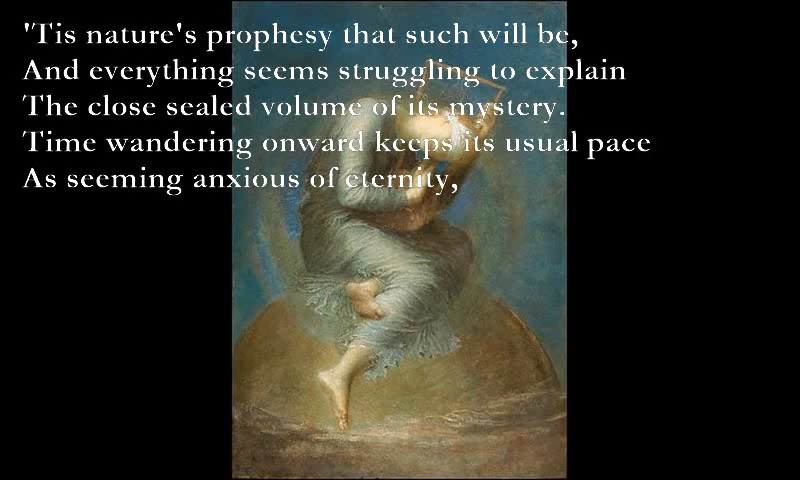 'Tis nature's prophesy that such will be,
And everything seems struggling to explain
The close sealed volume of its mystery.
Time wandering onward keeps its usual pace
As seeming anxious of eternity,